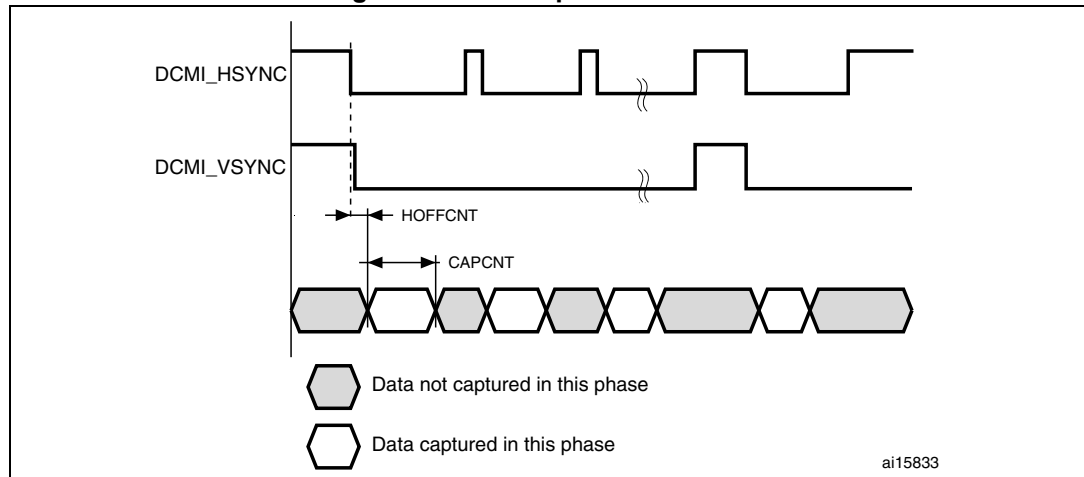 DCMI_HSYNC
DCMI_VSYNC
HOFFCNT
CAPCNT
Data not captured in this phase
Data captured in this phase
ai15833